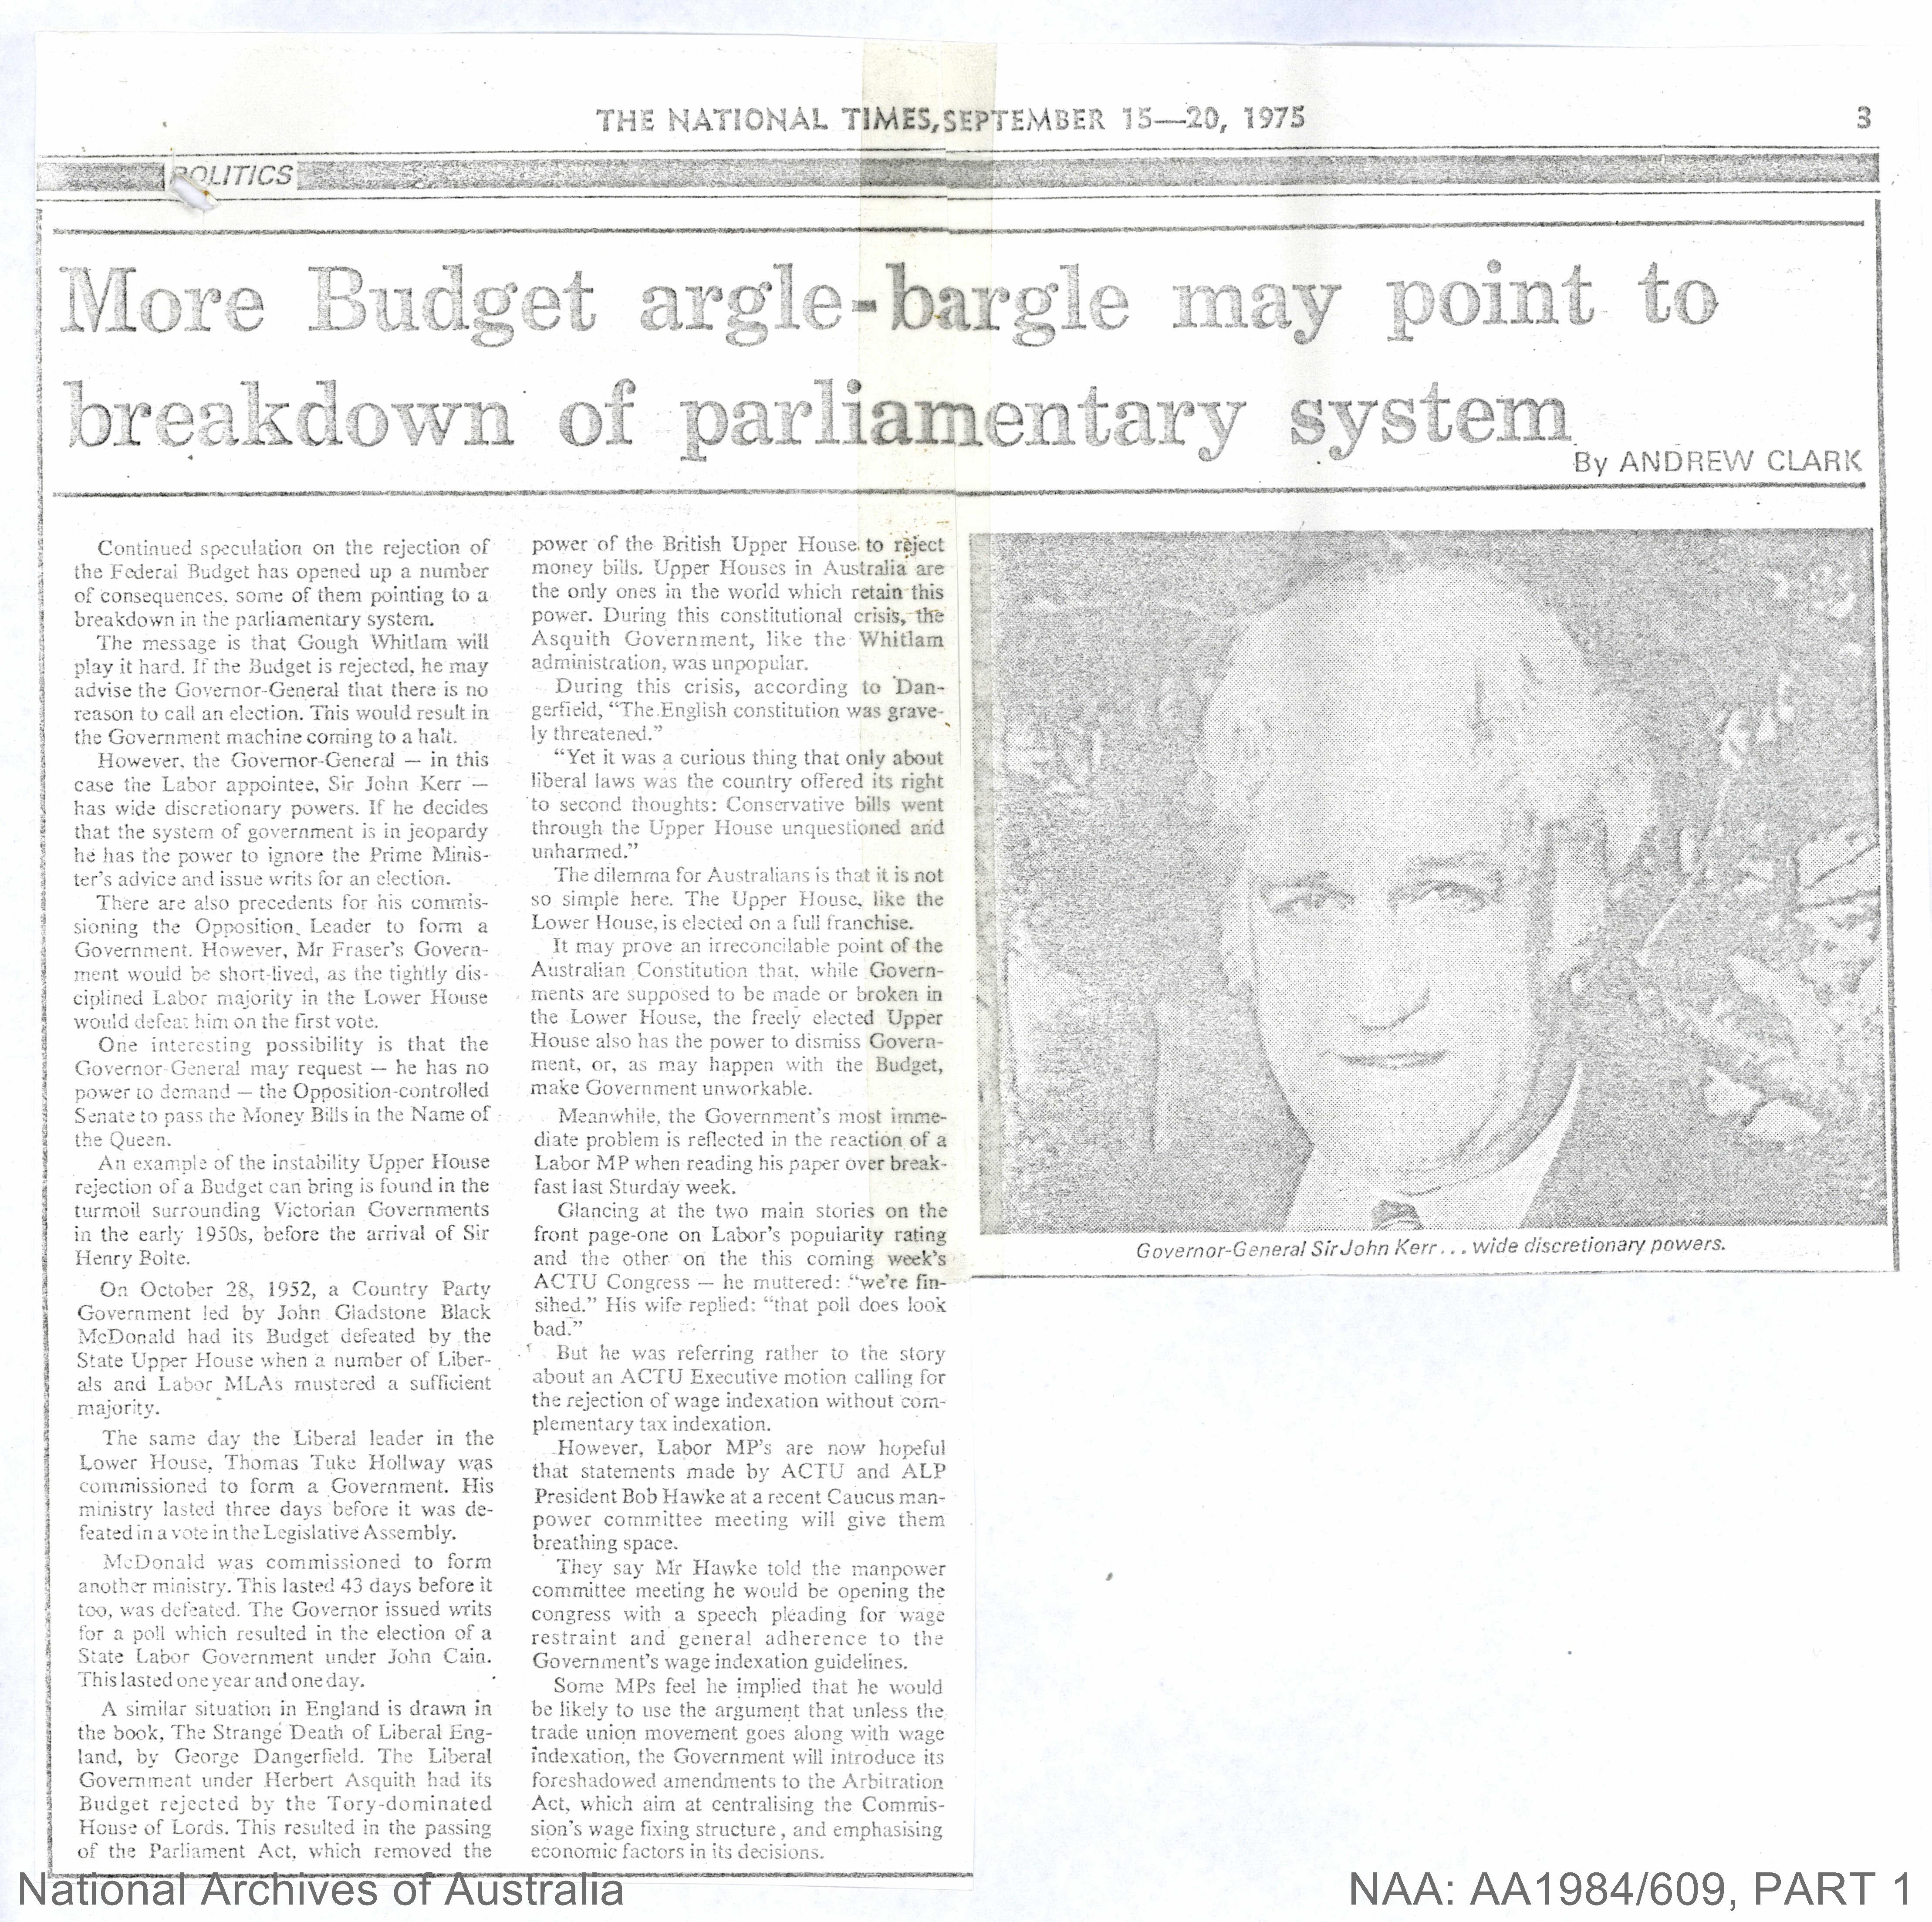 THE NATIONAL TIMES, SEPTEMBER 15—20, 1975
3
POLITICS
More Budget argle-bargle may point to
breakdown of parliamentary system
By ANDREW CLARK
Continued speculation on the rejection of
the Federal Budget has opened up a number
of consequences, some of them pointing to a
breakdown in the parliamentary system.
The message is that Gough Whitlam will
play it hard. If the Budget is rejected, he may
advise the Governor-General that there is no
reason to call an election. This would result in
the Government machine coming to a halt.
However, the Governor-General — in this
case the Labor appointee, Sir John Kerr —
has wide discretionary powers. If he decides
that the system of government is in jeopardy
he has the power to ignore the Prime Minis-
ter's advice and issue writs for an election.
There are also precedents for his commis-
sioning the Opposition Leader to form a
Government. However, Mr Fraser's Govern-
ment would be short-lived, as the tightly dis-
ciplined Labor majority in the Lower House
would defeat him on the first vote.
One interesting possibility is that the
Governor-General may request — he has no
power to demand — the Opposition-controlled
Senate to pass the Money Bills in the Name of
the Queen.
An example of the instability Upper House
rejection of a Budget can bring is found in the
turmoil surrounding Victorian Governments
in the early 1950s, before the arrival of Sir
Henry Bolte.
On October 28, 1952, a Country Party
Government led by John Gladstone Black
McDonald had its Budget defeated by the
State Upper House when a number of Liber-
als and Labor MLAs mustered a sufficient
majority.
The same day the Liberal leader in the
Lower House, Thomas Tuke Hollway was
commissioned to form a Government. His
ministry lasted three days before it was de-
feated in a vote in the Legislative Assembly.
McDonald was commissioned to form
another ministry. This lasted 43 days before it
too, was defeated. The Governor issued writs
for a poll which resulted in the election of a
State Labor Government under John Cain.
This lasted one year and one day.
A similar situation in England is drawn in
the book, The Strange Death of Liberal Eng-
land, by George Dangerfield. The Liberal
Government under Herbert Asquith had its
Budget rejected by the Tory-dominated
House of Lords. This resulted in the passing
of the Parliament Act, which removed the
power of the British Upper House to reject
money bills. Upper Houses in Australia are
the only ones in the world which retain this
power. During this constitutional crisis, the
Asquith Government, like the Whitlam
administration, was unpopular.
During this crisis, according to Dan-
gerfield, "The English constitution was grave-
ly threatened."
"Yet it was a curious thing that only about
liberal laws was the country offered its right
to second thoughts: Conservative bills went
through the Upper House unquestioned and
unharmed."
The dilemma for Australians is that it is not
so simple here. The Upper House, like the
Lower House, is elected on a full franchise.
It may prove an irreconcilable point of the
Australian Constitution that, while Govern-
ments are supposed to be made or broken in
the Lower House, the freely elected Upper
House also has the power to dismiss Govern-
ment, or, as may happen with the Budget,
make Government unworkable.
Meanwhile, the Government's most imme-
diate problem is reflected in the reaction of a
Labor MP when reading his paper over break-
fast last Sturday week.
Glancing at the two main stories on the
front page-one on Labor's popularity rating
and the other on the this coming week's
ACTU Congress — he muttered: "we're fin-
sihed." His wife replied: "that poll does look
bad."
But he was referring rather to the story
about an ACTU Executive motion calling for
the rejection of wage indexation without com-
plementary tax indexation.
However, Labor MP's are now hopeful
that statements made by ACTU and ALP
President Bob Hawke at a recent Caucus man-
power committee meeting will give them
breathing space.
They say Mr Hawke told the manpower
committee meeting he would be opening the
congress with a speech pleading for wage
restraint and general adherence to the
Government's wage indexation guidelines.
Some MPs feel he implied that he would
be likely to use the argument that unless the
trade union movement goes along with wage
indexation, the Government will introduce its
foreshadowed amendments to the Arbitration
Act, which aim at centralising the Commis-
sion's wage fixing structure, and emphasising
economic factors in its decisions.
Governor-General Sir John Kerr . . . wide discretionary powers.
National Archives of Australia
NAA: AA1984/609, PART 1